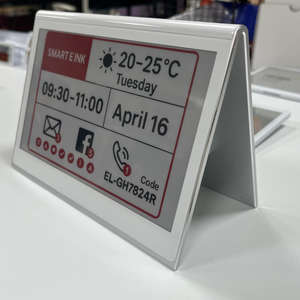 SMART E INK
20-25°C
Tuesday
09:30-11:00
April 16
Code
EL-GH7824R